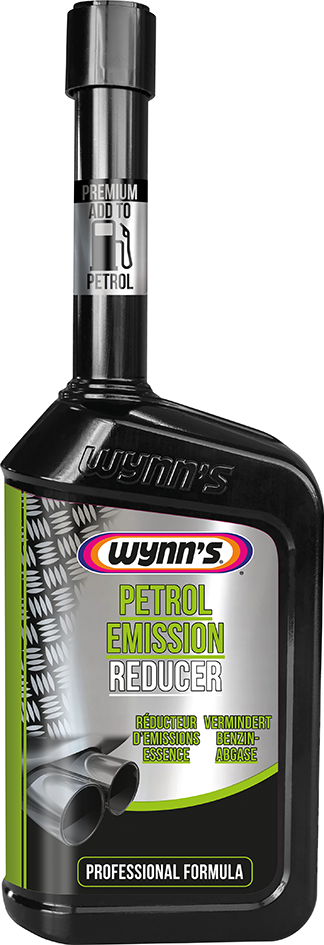 PREMIUM
ADD TO
PETROL
Wynn's
Wynn's
PETROL
EMISSION
REDUCER
RÉDUCTEUR
D'EMISSIONS
ESSENCE
VERMINDERT
BENZIN-
ABGASE
PROFESSIONAL FORMULA